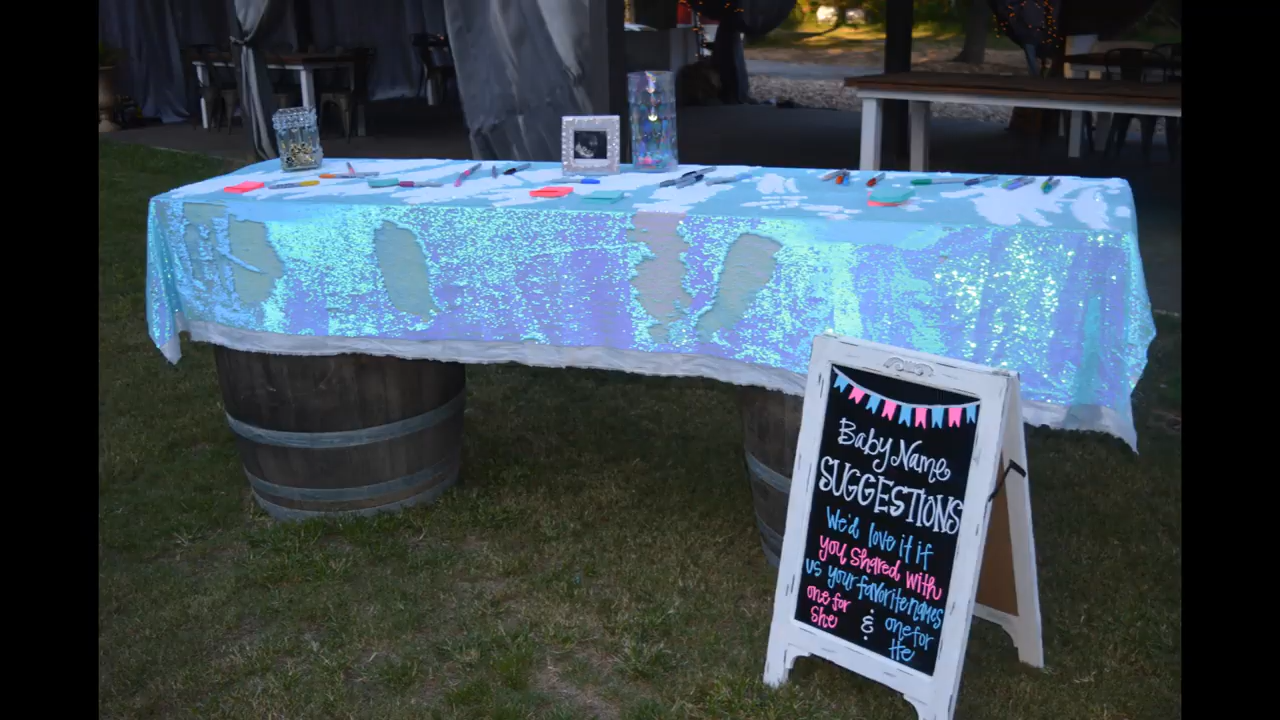 Baby Name
SUGGESTIONS
We'd love it if
you shared with
us your favorite names
one for & one for
she He